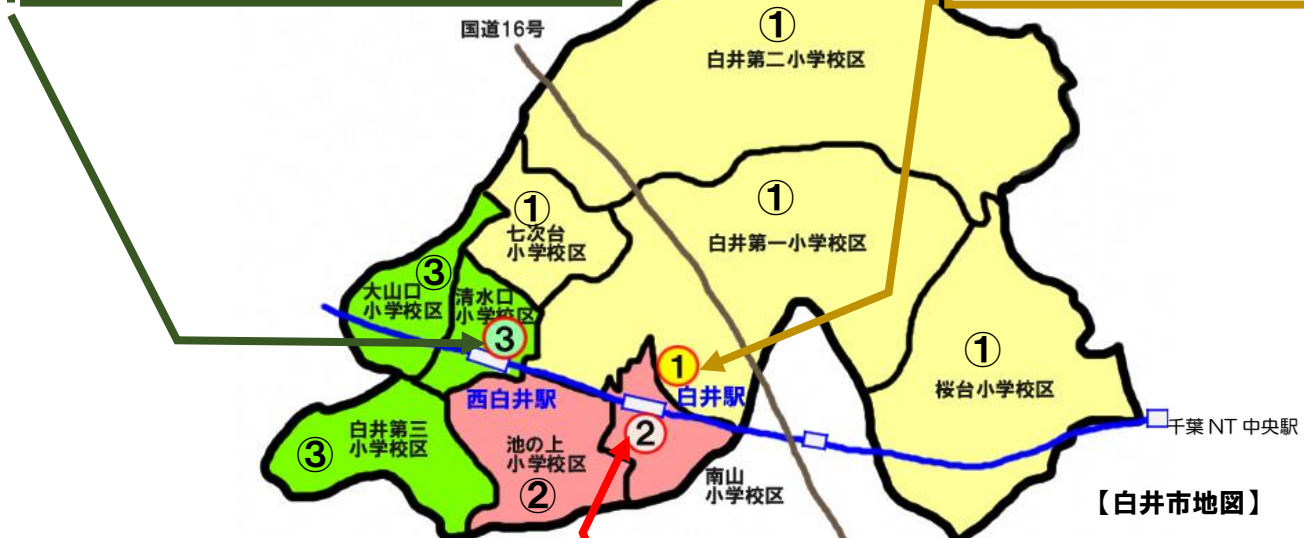 国道16号
①
白井第二小学校区
①
七次台
小学校区
①
白井第一小学校区
③
大山口
小学校区
清水口
小学校区
③
①
西白井駅
白井駅
①
桜台小学校区
千葉 NT 中央駅
白井第三
小学校区
③
池の上
小学校区
②
②
南山
小学校区
【白井市地図】